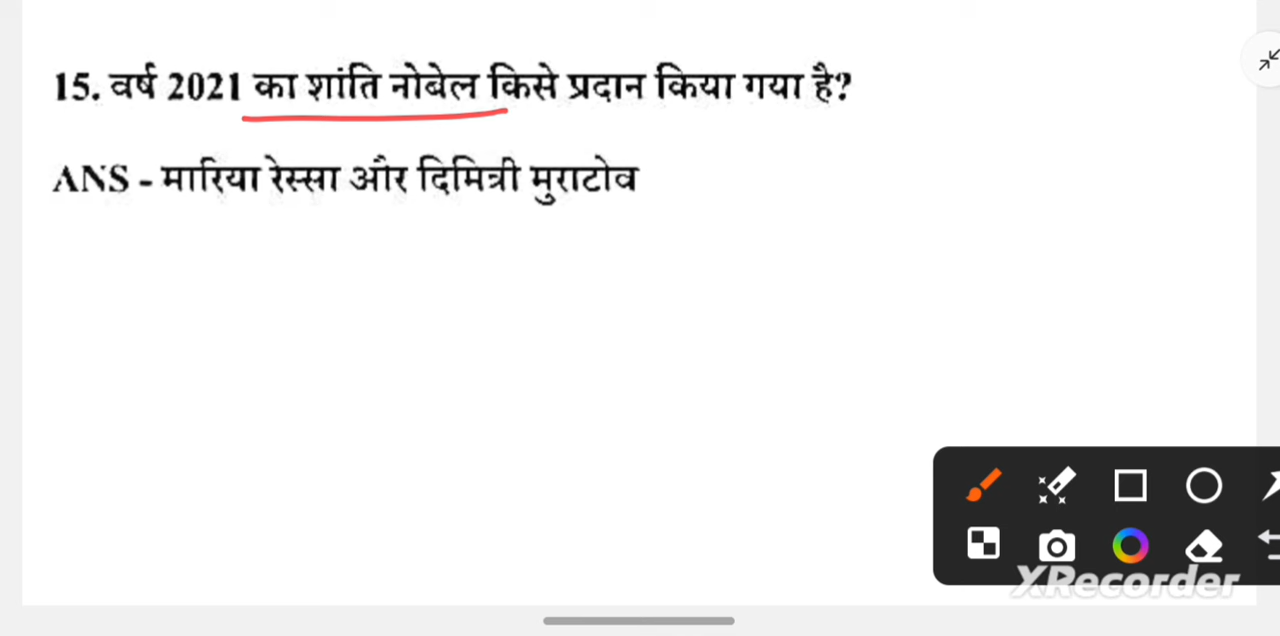 15. वर्ष 2021 का शांति नोबेल किसे प्रदान किया गया है?
ANS - मारिया रेस्सा और दिमित्री मुराटोव
XRecorder